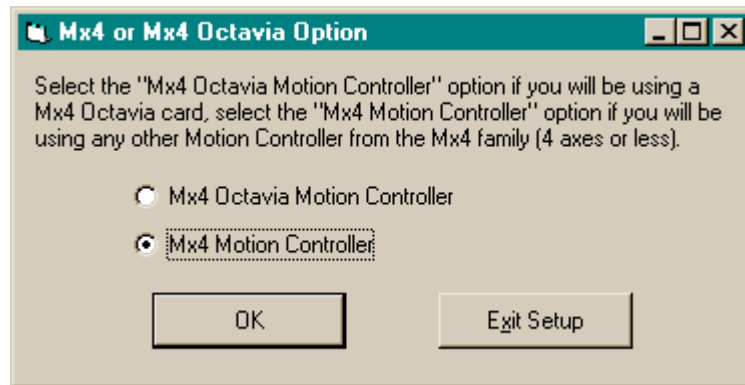 Mx4 or Mx4 Octavia Option
Select the "Mx4 Octavia Motion Controller" option if you will be using a
Mx4 Octavia card, select the "Mx4 Motion Controller" option if you will be
using any other Motion Controller from the Mx4 family (4 axes or less).
Mx4 Octavia Motion Controller
Mx4 Motion Controller
OK Exit Setup